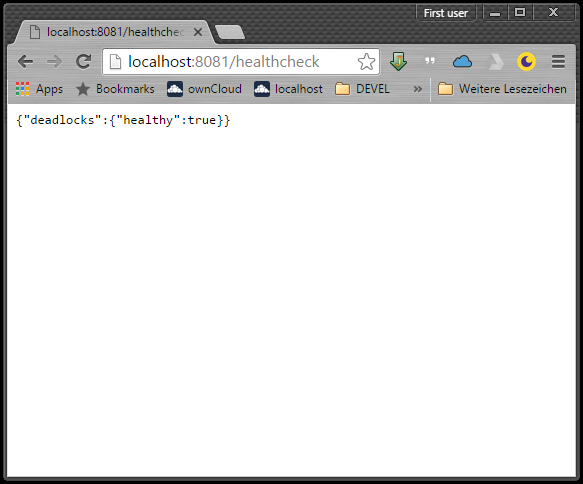 First user
localhost:8081/healthchec
localhost:8081/healthcheck
Apps Bookmarks ownCloud localhost DEVEL » Weitere Lesezeichen
{"deadlocks":{"healthy":true}}